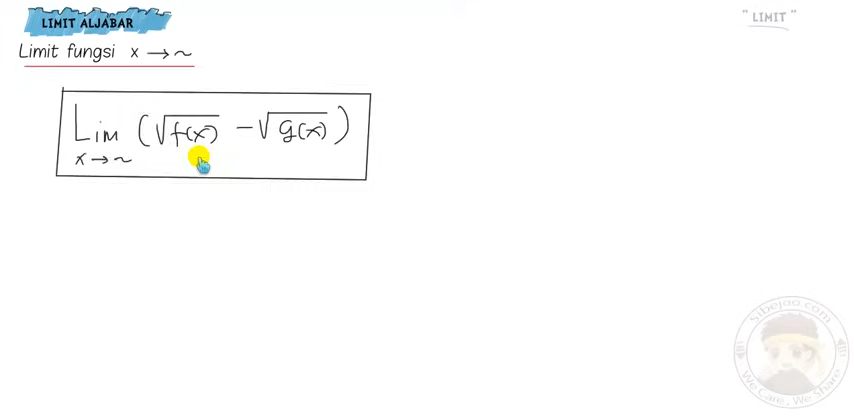 LIMIT ALJABAR
" LIMIT "
Limit fungsi x → ~
Lim (√f(x) - √g(x))
x → ~
Sibejoo.com
We Care, We Share